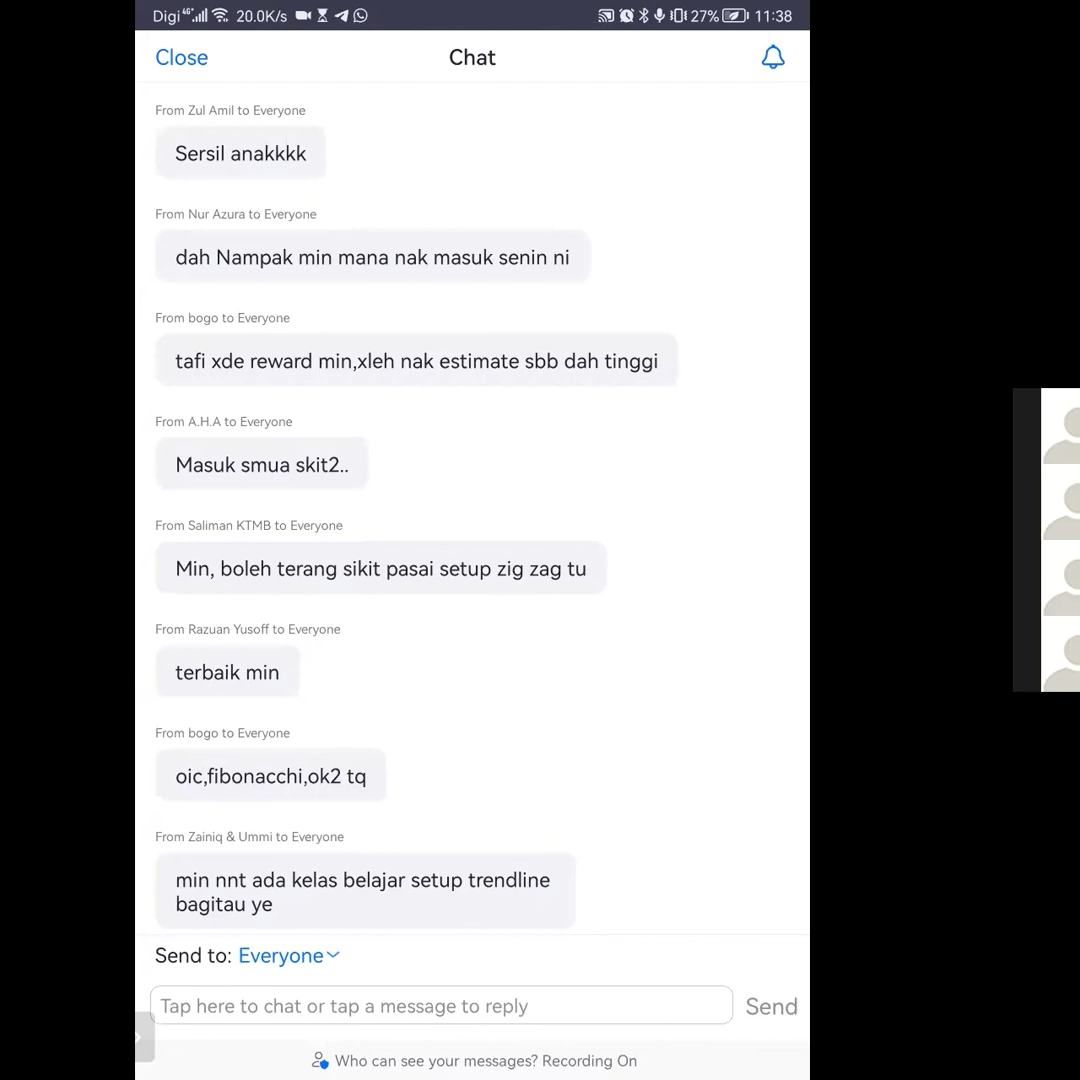 Digi 4G 20.0K/s 27% 11:38
Close Chat
From Zul Amil to Everyone
Sersil anakkkk
From Nur Azura to Everyone
dah Nampak min mana nak masuk senin ni
From bogo to Everyone
tafi xde reward min,xleh nak estimate sbb dah tinggi
From A.H.A to Everyone
Masuk smua skit2..
From Saliman KTMB to Everyone
Min, boleh terang sikit pasai setup zig zag tu
From Razuan Yusoff to Everyone
terbaik min
From bogo to Everyone
oic,fibonacchi,ok2 tq
From Zainiq & Ummi to Everyone
min nnt ada kelas belajar setup trendline
bagitau ye
Send to: Everyone
Tap here to chat or tap a message to reply Send
Who can see your messages? Recording On